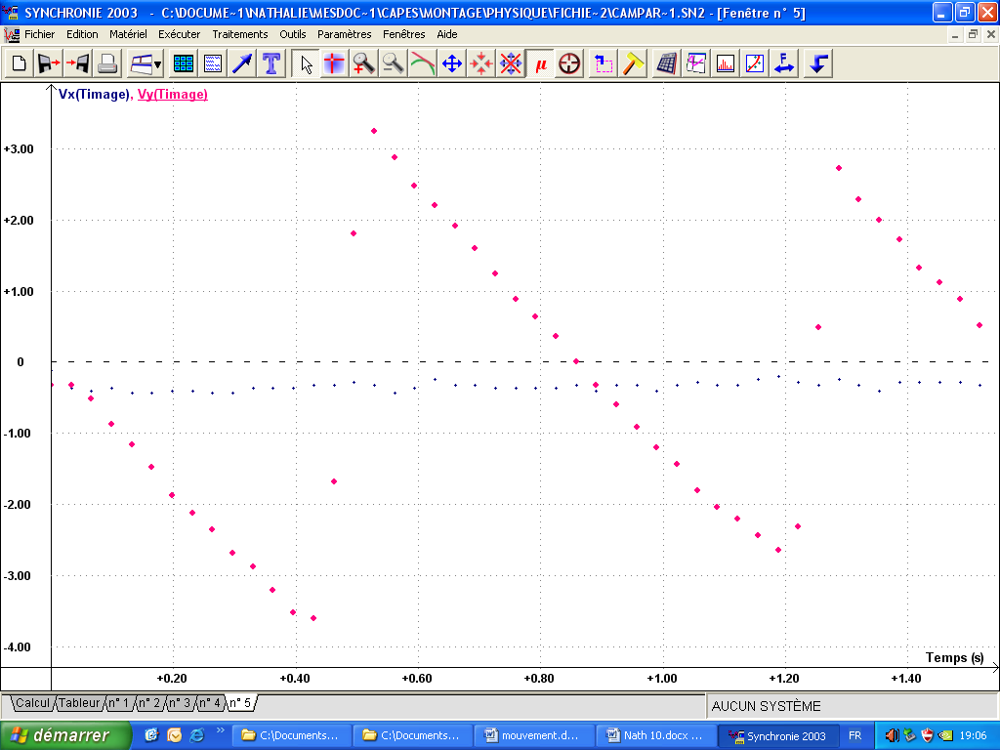 SYNCHRONIE 2003 - C:\DOCUME~1\NATHALIE\MESDOC~1\CAPES\MONTAGE\PHYSIQUE\FICHIE~2\CAMPAR~1.SN2 - [Fenêtre n° 5]
Fichier Edition Matériel Exécuter Traitements Outils Paramètres Fenêtres Aide
T μ
Vx(Timage), Vy(Timage)
+3.00
+2.00
+1.00
0
-1.00
-2.00
-3.00
-4.00
Temps (s)
+0.20 +0.40 +0.60 +0.80 +1.00 +1.20 +1.40
Calcul Tableur n° 1 n° 2 n° 3 n° 4 n° 5 AUCUN SYSTÈME
démarrer » C:\Documents... C:\Documents... mouvement.d... Nath 10.docx ... Synchronie 2003 FR 19:06